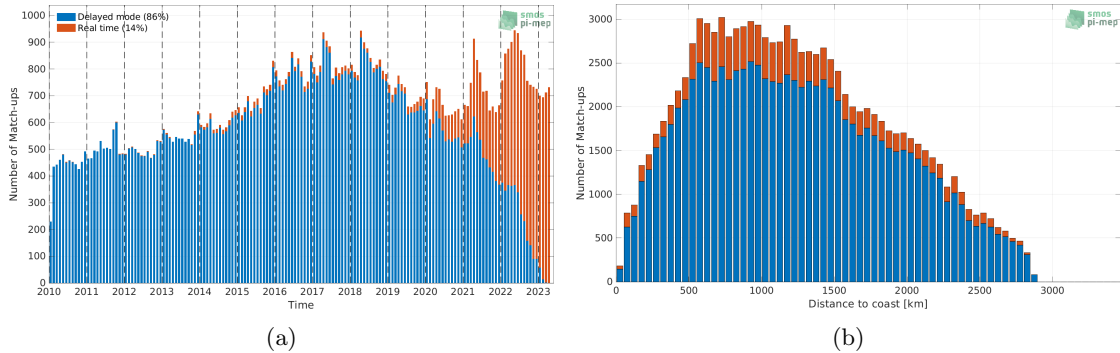 Delayed mode (86%)
Real time (14%)
smos
pi-mep
Number of Match-ups
1000
900
800
700
600
500
400
300
200
100
0
2010 2011 2012 2013 2014 2015 2016 2017 2018 2019 2020 2021 2022 2023
Time
(a)
smos
pi-mep
Number of Match-ups
3000
2500
2000
1500
1000
500
0
0 500 1000 1500 2000 2500 3000
Distance to coast [km]
(b)